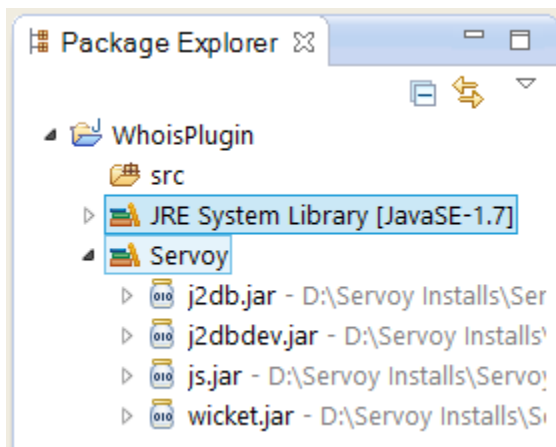 Package Explorer
WhoisPlugin
src
JRE System Library [JavaSE-1.7]
Servoy
j2db.jar - D:\Servoy Installs\Ser
j2dbdev.jar - D:\Servoy Installs\
js.jar - D:\Servoy Installs\Servoy
wicket.jar - D:\Servoy Installs\S